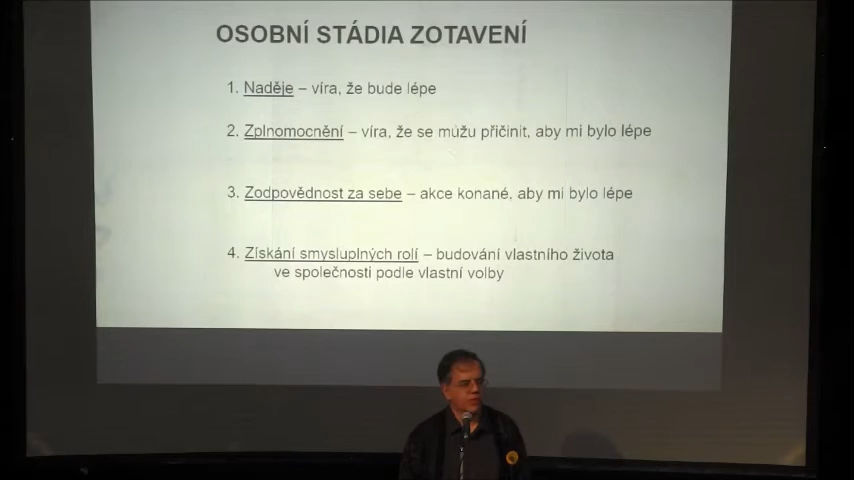 OSOBNÍ STÁDIA ZOTAVENÍ
1. Naděje – víra, že bude lépe
2. Zplnomocnění – víra, že se můžu přičinit, aby mi bylo lépe
3. Zodpovědnost za sebe – akce konané, aby mi bylo lépe
4. Získání smysluplných rolí – budování vlastního života
ve společnosti podle vlastní volby